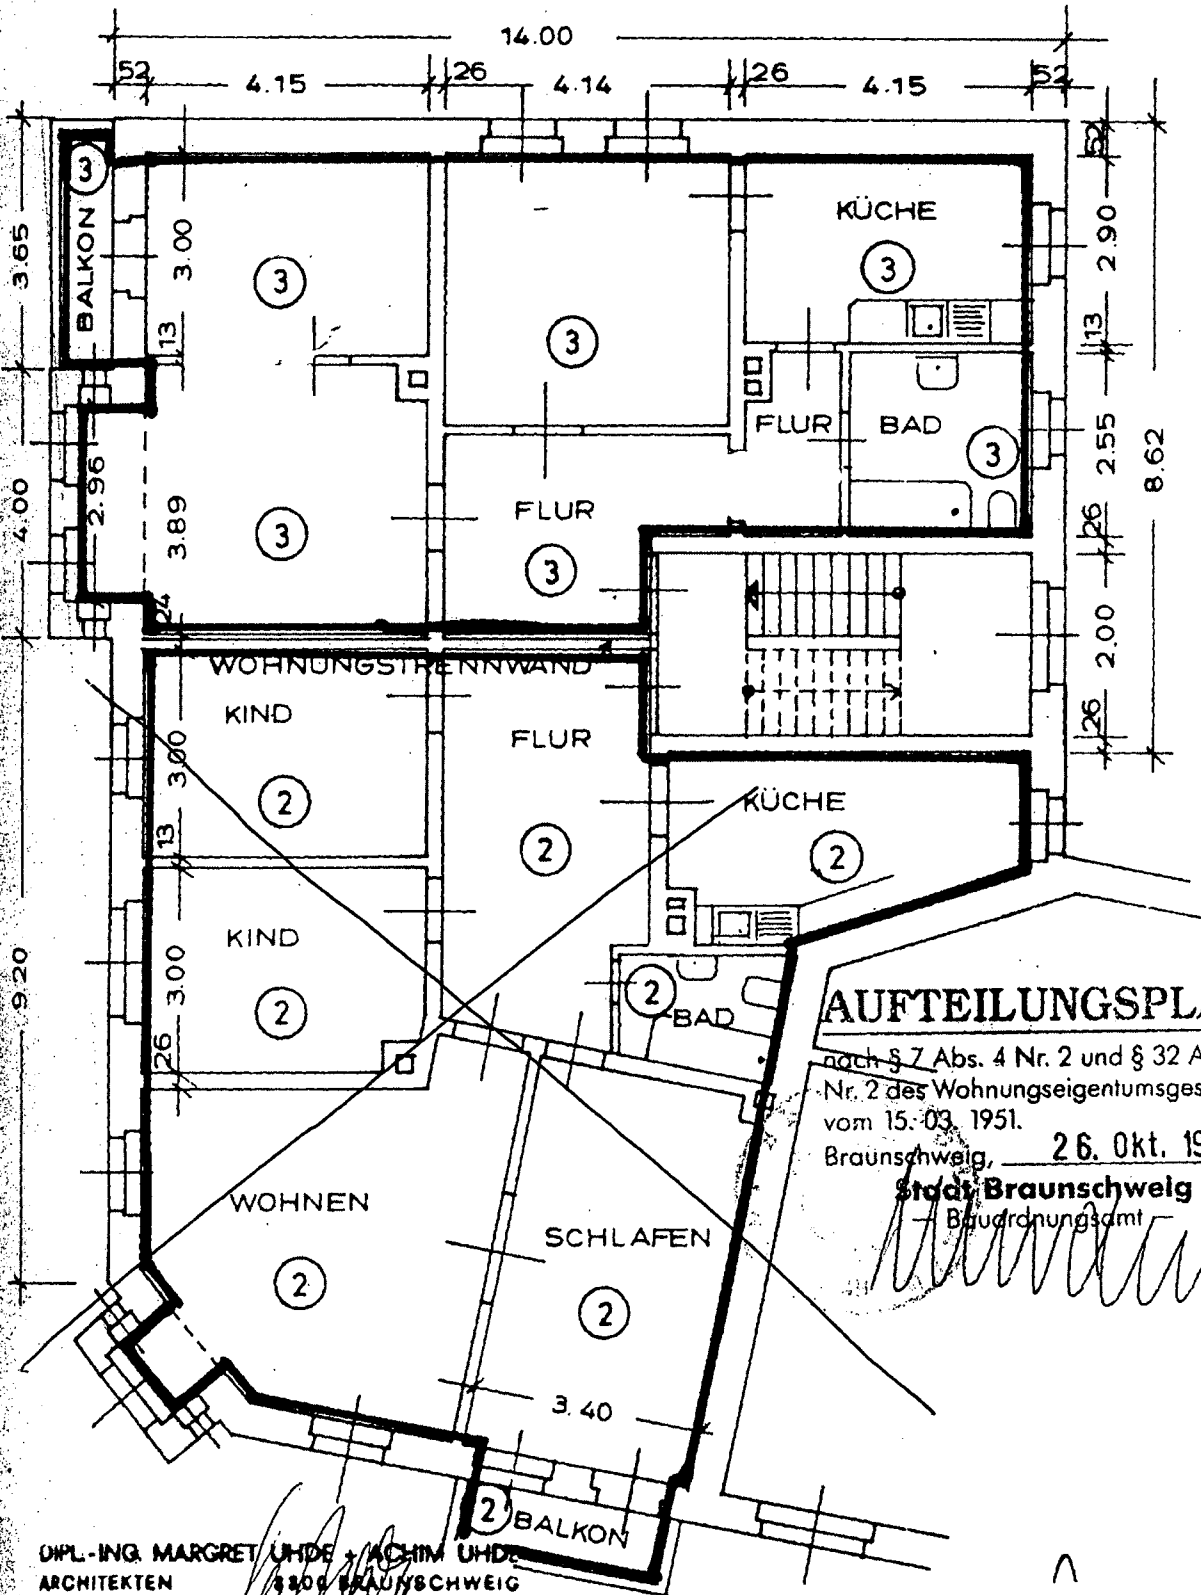 14.00
52 4.15 26 4.14 26 4.15 52
3.65
BALKON 3
3.00
13
3
3
KÜCHE
3
52
2.90
13
FLUR
BAD
3
2.55
26
8.62
4.00
2.96
3.89
24
3
FLUR
3
2.00
26
WOHNUNGSTRENNWAND
KIND
2
3.00
13
FLUR
2
KÜCHE
2
9.20
KIND
2
3.00
26
2
BAD
WOHNEN
2
SCHLAFEN
2
3.40
2 BALKON
AUFTEILUNGSPLA
nach § 7 Abs. 4 Nr. 2 und § 32 A
Nr. 2 des Wohnungseigentumsges
vom 15. 03. 1951.
Braunschweig, 26. Okt. 19
Stadt Braunschweig
— Bauordnungsamt —
DIPL.-ING. MARGRET UHDE + ACHIM UHDE
ARCHITEKTEN 3300 BRAUNSCHWEIG